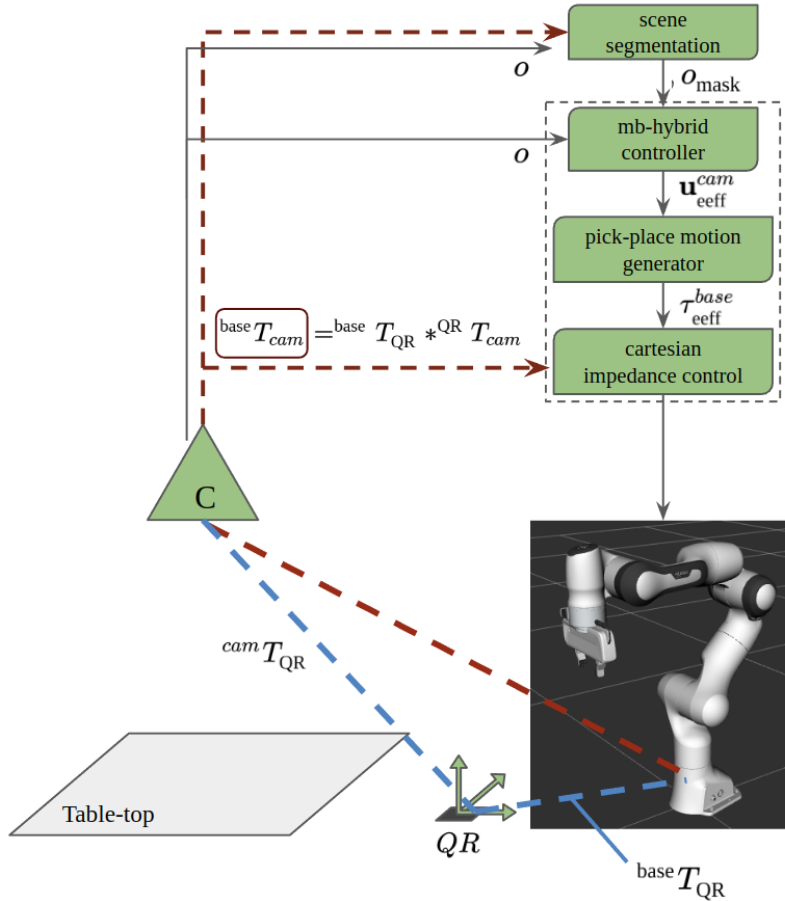 scene
segmentation
o
, o_mask
mb-hybrid
controller
o
u_eeff^cam
pick-place motion
generator
τ_eeff^base
^base T_cam = ^base T_QR * ^QR T_cam
cartesian
impedance control
C
^cam T_QR
Table-top
QR
^base T_QR